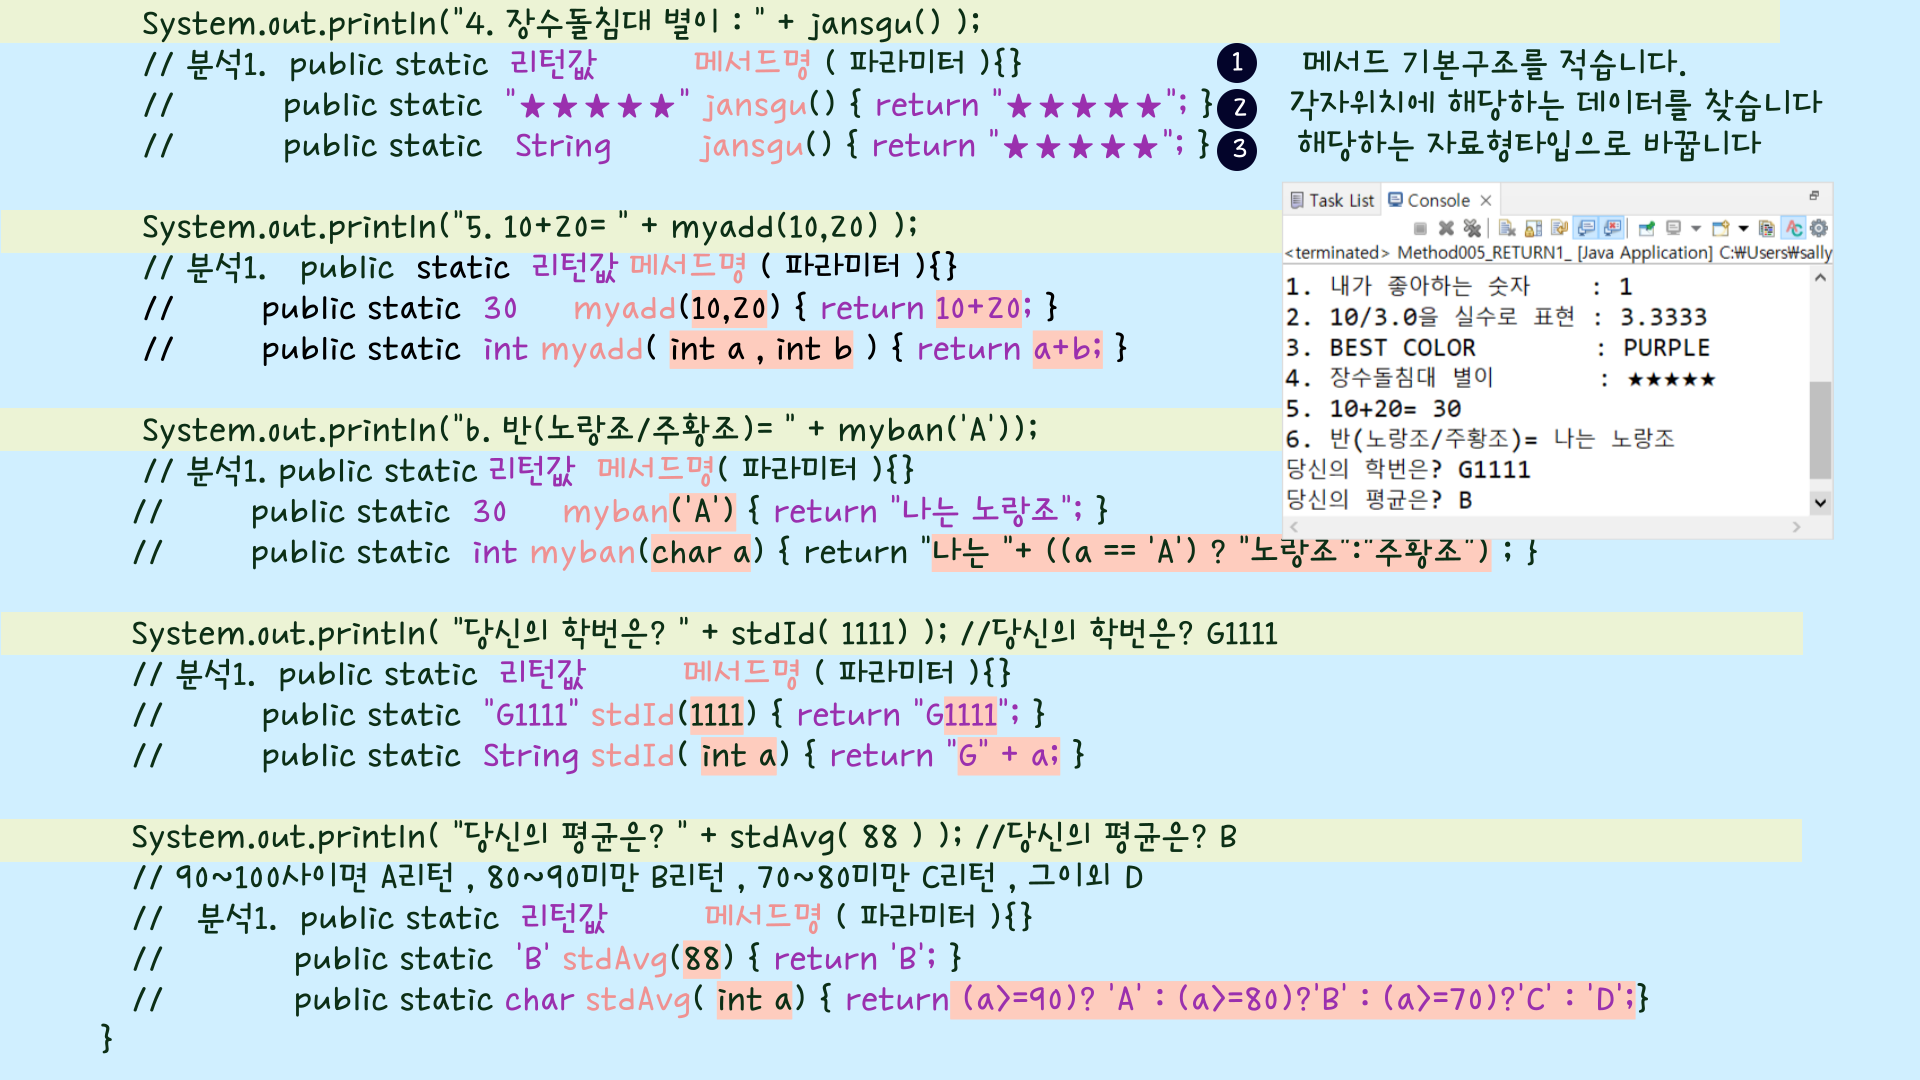 System.out.println("4. 장수돌침대 별이 : " + jansgu() );
// 분석1. public static 리턴값 메서드명 ( 파라미터 ){}
// public static "★★★★★" jansgu() { return "★★★★★"; }
// public static String jansgu() { return "★★★★★"; }
1 메서드 기본구조를 적습니다.
2 각자위치에 해당하는 데이터를 찾습니다
3 해당하는 자료형타입으로 바꿉니다
System.out.println("5. 10+20= " + myadd(10,20) );
// 분석1. public static 리턴값 메서드명 ( 파라미터 ){}
// public static 30 myadd(10,20) { return 10+20; }
// public static int myadd( int a , int b ) { return a+b; }
Task List Console
<terminated> Method005_RETURN1_ [Java Application] C:￦Users￦sally
1. 내가 좋아하는 숫자 : 1
2. 10/3.0을 실수로 표현 : 3.3333
3. BEST COLOR : PURPLE
4. 장수돌침대 별이 : ★★★★★
5. 10+20= 30
6. 반(노랑조/주황조)= 나는 노랑조
당신의 학번은? G1111
당신의 평균은? B
System.out.println("6. 반(노랑조/주황조)= " + myban('A'));
// 분석1. public static 리턴값 메서드명( 파라미터 ){}
// public static 30 myban('A') { return "나는 노랑조"; }
// public static int myban(char a) { return "나는 "+ ((a == 'A') ? "노랑조":"주황조") ; }
System.out.println( "당신의 학번은? " + stdId( 1111) ); //당신의 학번은? G1111
// 분석1. public static 리턴값 메서드명 ( 파라미터 ){}
// public static "G1111" stdId(1111) { return "G1111"; }
// public static String stdId( int a) { return "G" + a; }
System.out.println( "당신의 평균은? " + stdAvg( 88 ) ); //당신의 평균은? B
// 90~100사이면 A리턴 , 80~90미만 B리턴 , 70~80미만 C리턴 , 그이외 D
// 분석1. public static 리턴값 메서드명 ( 파라미터 ){}
// public static 'B' stdAvg(88) { return 'B'; }
// public static char stdAvg( int a) { return (a>=90)? 'A' : (a>=80)?'B' : (a>=70)?'C' : 'D';}
}